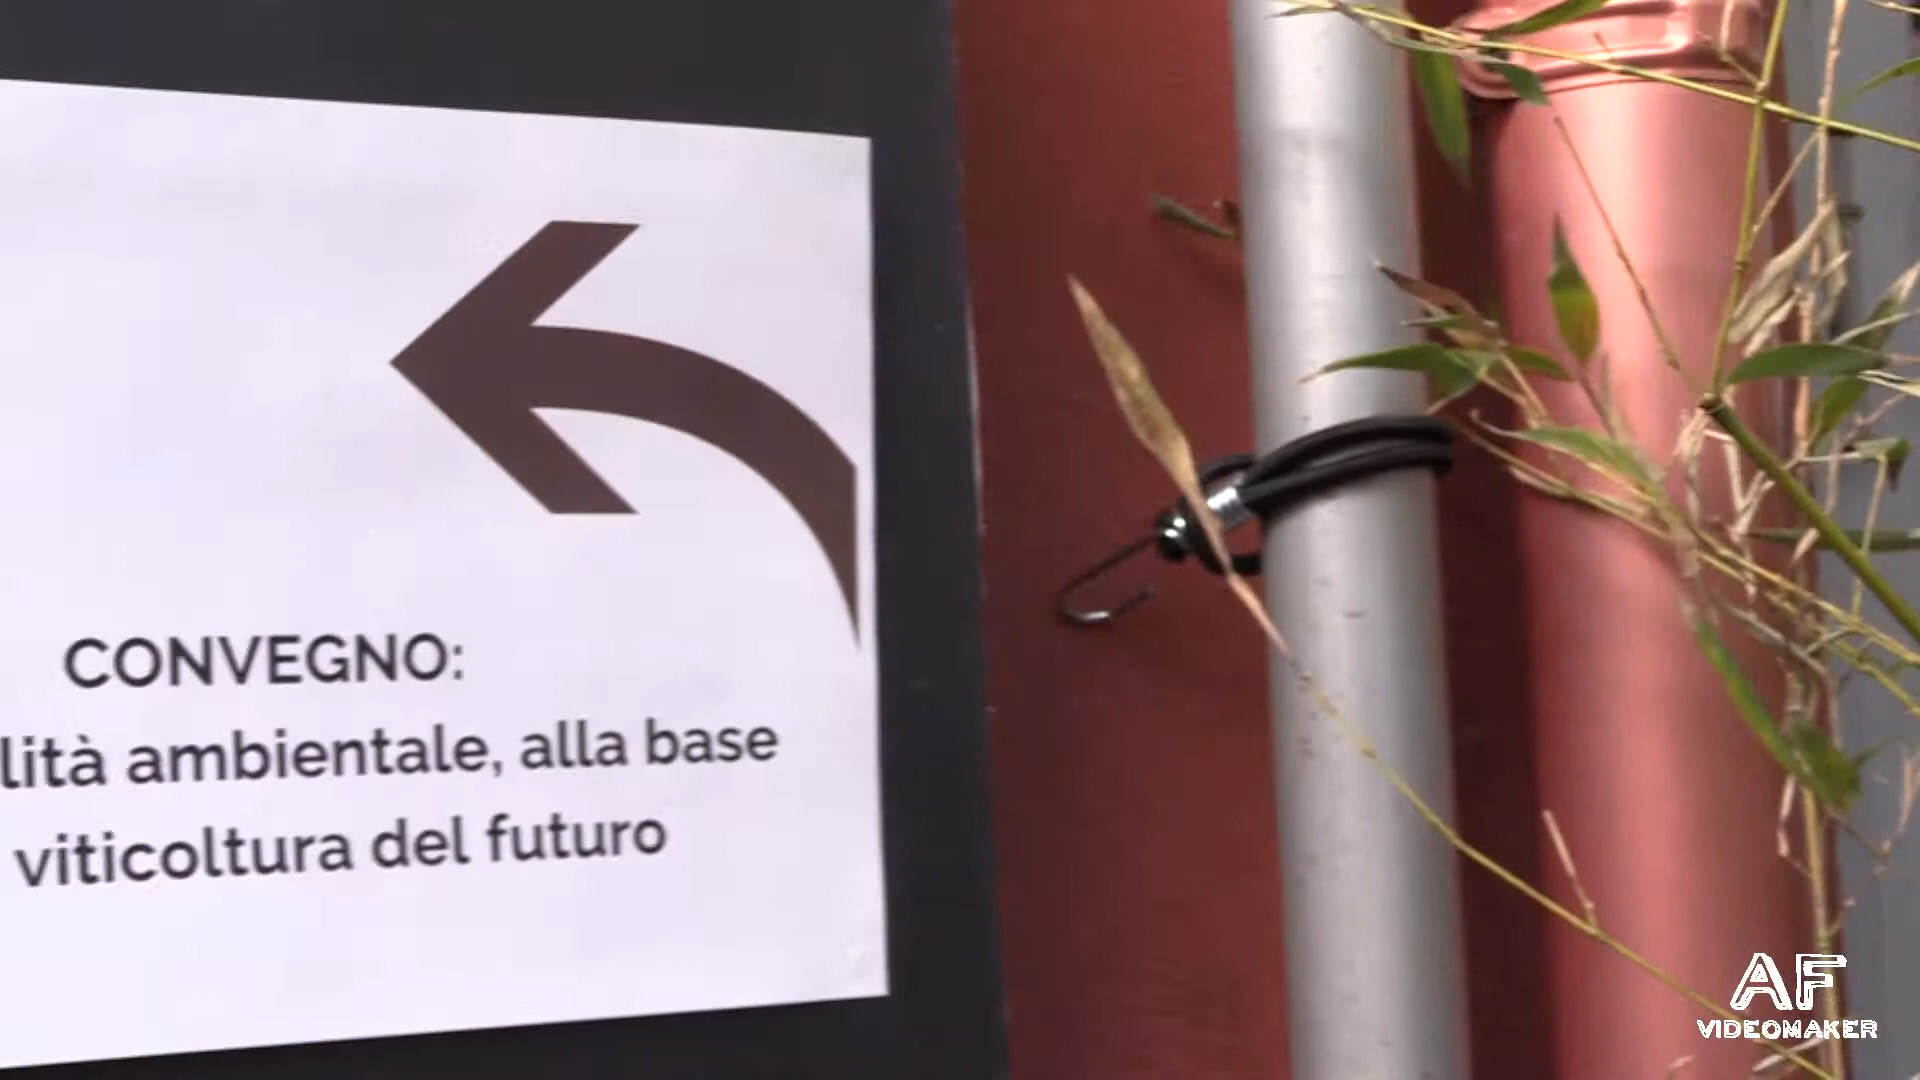 CONVEGNO:
lità ambientale, alla base
viticoltura del futuro
AF
VIDEOMAKER